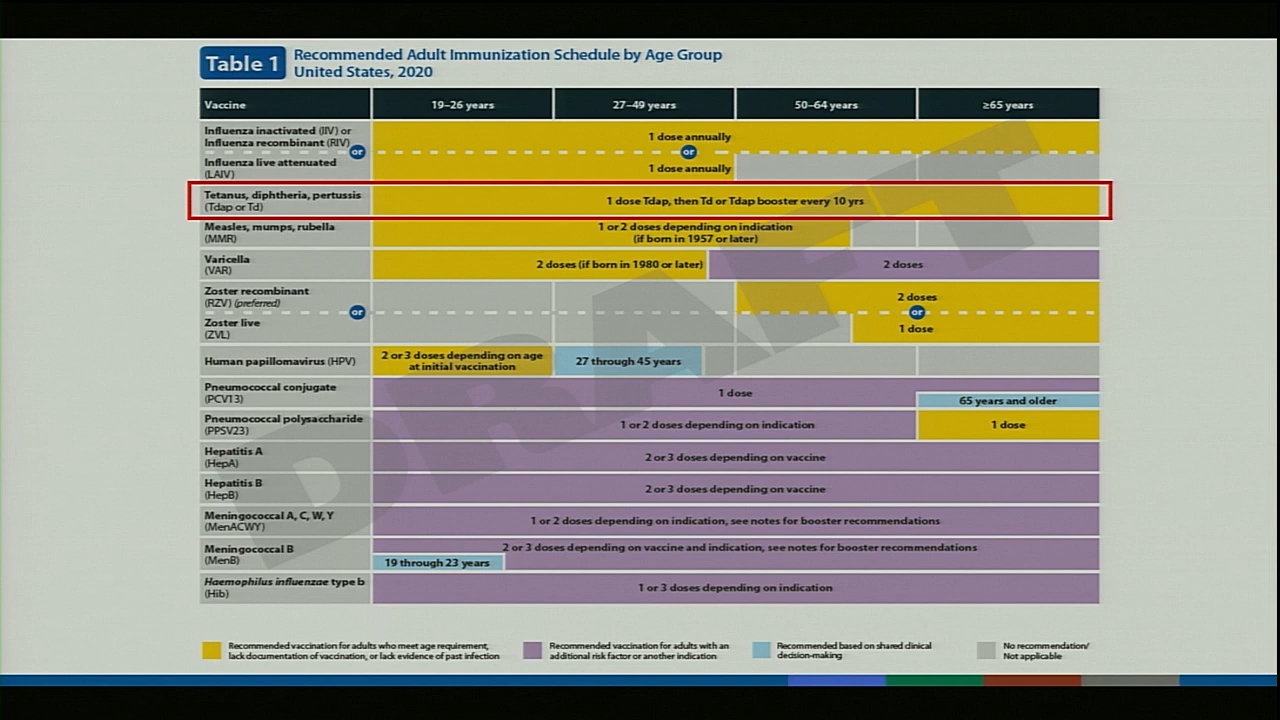 Table 1
Recommended Adult Immunization Schedule by Age Group
United States, 2020
Vaccine
19–26 years
27–49 years
50–64 years
≥65 years
Influenza inactivated (IIV) or
Influenza recombinant (RIV)
or
Influenza live attenuated
(LAIV)
1 dose annually
or
1 dose annually
Tetanus, diphtheria, pertussis
(Tdap or Td)
1 dose Tdap, then Td or Tdap booster every 10 yrs
Measles, mumps, rubella
(MMR)
1 or 2 doses depending on indication
(if born in 1957 or later)
Varicella
(VAR)
2 doses (if born in 1980 or later)
2 doses
Zoster recombinant
(RZV) (preferred)
or
Zoster live
(ZVL)
2 doses
or
1 dose
Human papillomavirus (HPV)
2 or 3 doses depending on age
at initial vaccination
27 through 45 years
Pneumococcal conjugate
(PCV13)
1 dose
65 years and older
Pneumococcal polysaccharide
(PPSV23)
1 or 2 doses depending on indication
1 dose
Hepatitis A
(HepA)
2 or 3 doses depending on vaccine
Hepatitis B
(HepB)
2 or 3 doses depending on vaccine
Meningococcal A, C, W, Y
(MenACWY)
1 or 2 doses depending on indication, see notes for booster recommendations
Meningococcal B
(MenB)
2 or 3 doses depending on vaccine and indication, see notes for booster recommendations
19 through 23 years
Haemophilus influenzae type b
(Hib)
1 or 3 doses depending on indication
DRAFT
Recommended vaccination for adults who meet age requirement,
lack documentation of vaccination, or lack evidence of past infection
Recommended vaccination for adults with an
additional risk factor or another indication
Recommended based on shared clinical
decision-making
No recommendation/
Not applicable